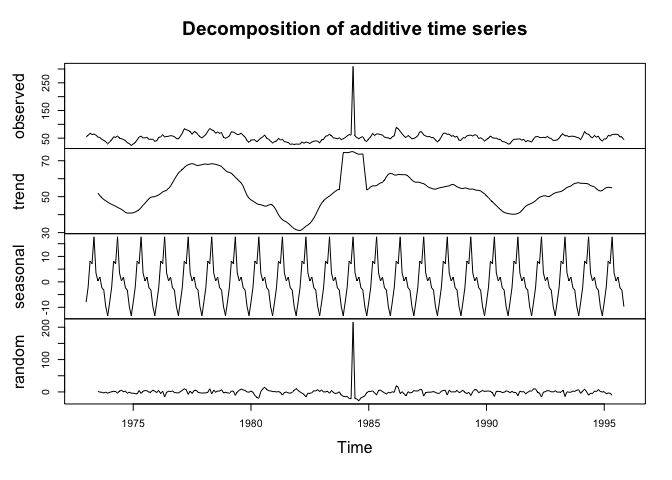 Decomposition of additive time series
observed
50 150 250
trend
30 50 70
seasonal
-10 0 10
random
0 100 200
1975 1980 1985 1990 1995
Time